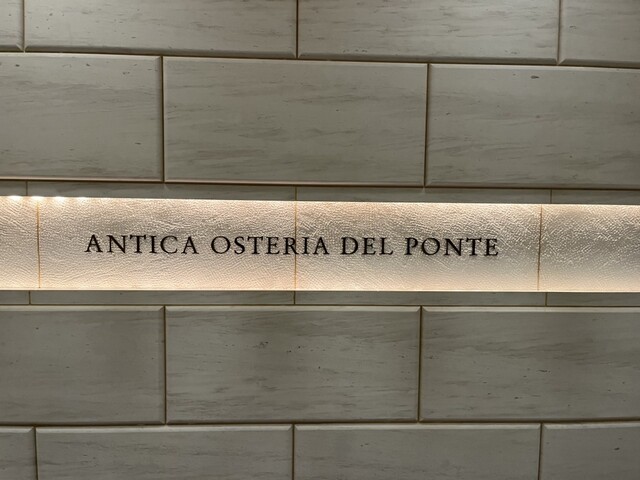 ANTICA OSTERIA DEL PONTE